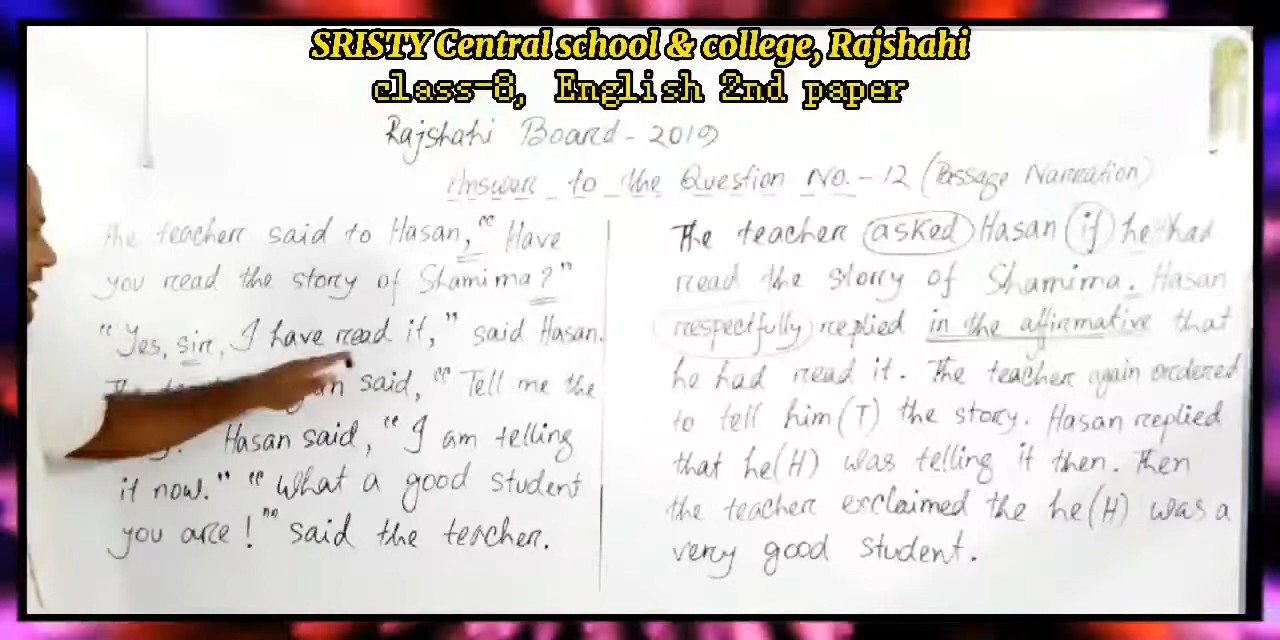 SRISTY Central school & college, Rajshahi
class-8, English 2nd paper
Rajshahi Board - 2019
Answer to the Question No. - 12 (Passage Narration)
The teacher said to Hasan, "Have
you read the story of Shamima?"
"Yes, sir, I have read it," said Hasan.
said, "Tell me the
Hasan said, "I am telling
it now." "What a good student
you are!" said the teacher.
The teacher asked Hasan if he had
read the story of Shamima. Hasan
respectfully replied in the affirmative that
he had read it. The teacher again ordered
to tell him (T) the story. Hasan replied
that he (H) was telling it then. Then
the teacher exclaimed the he (H) was a
very good student.